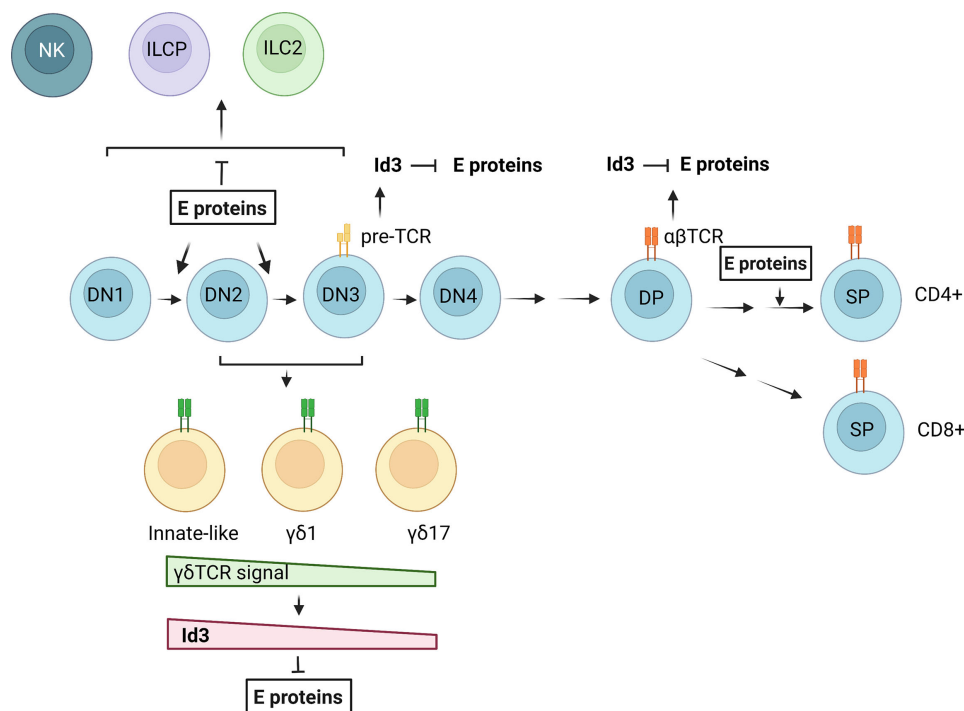 NK
ILCP
ILC2
Id3
E proteins
Id3
E proteins
E proteins
pre-TCR
αβTCR
E proteins
DN1
DN2
DN3
DN4
DP
SP
CD4+
SP
CD8+
Innate-like
γδ1
γδ17
γδTCR signal
Id3
E proteins